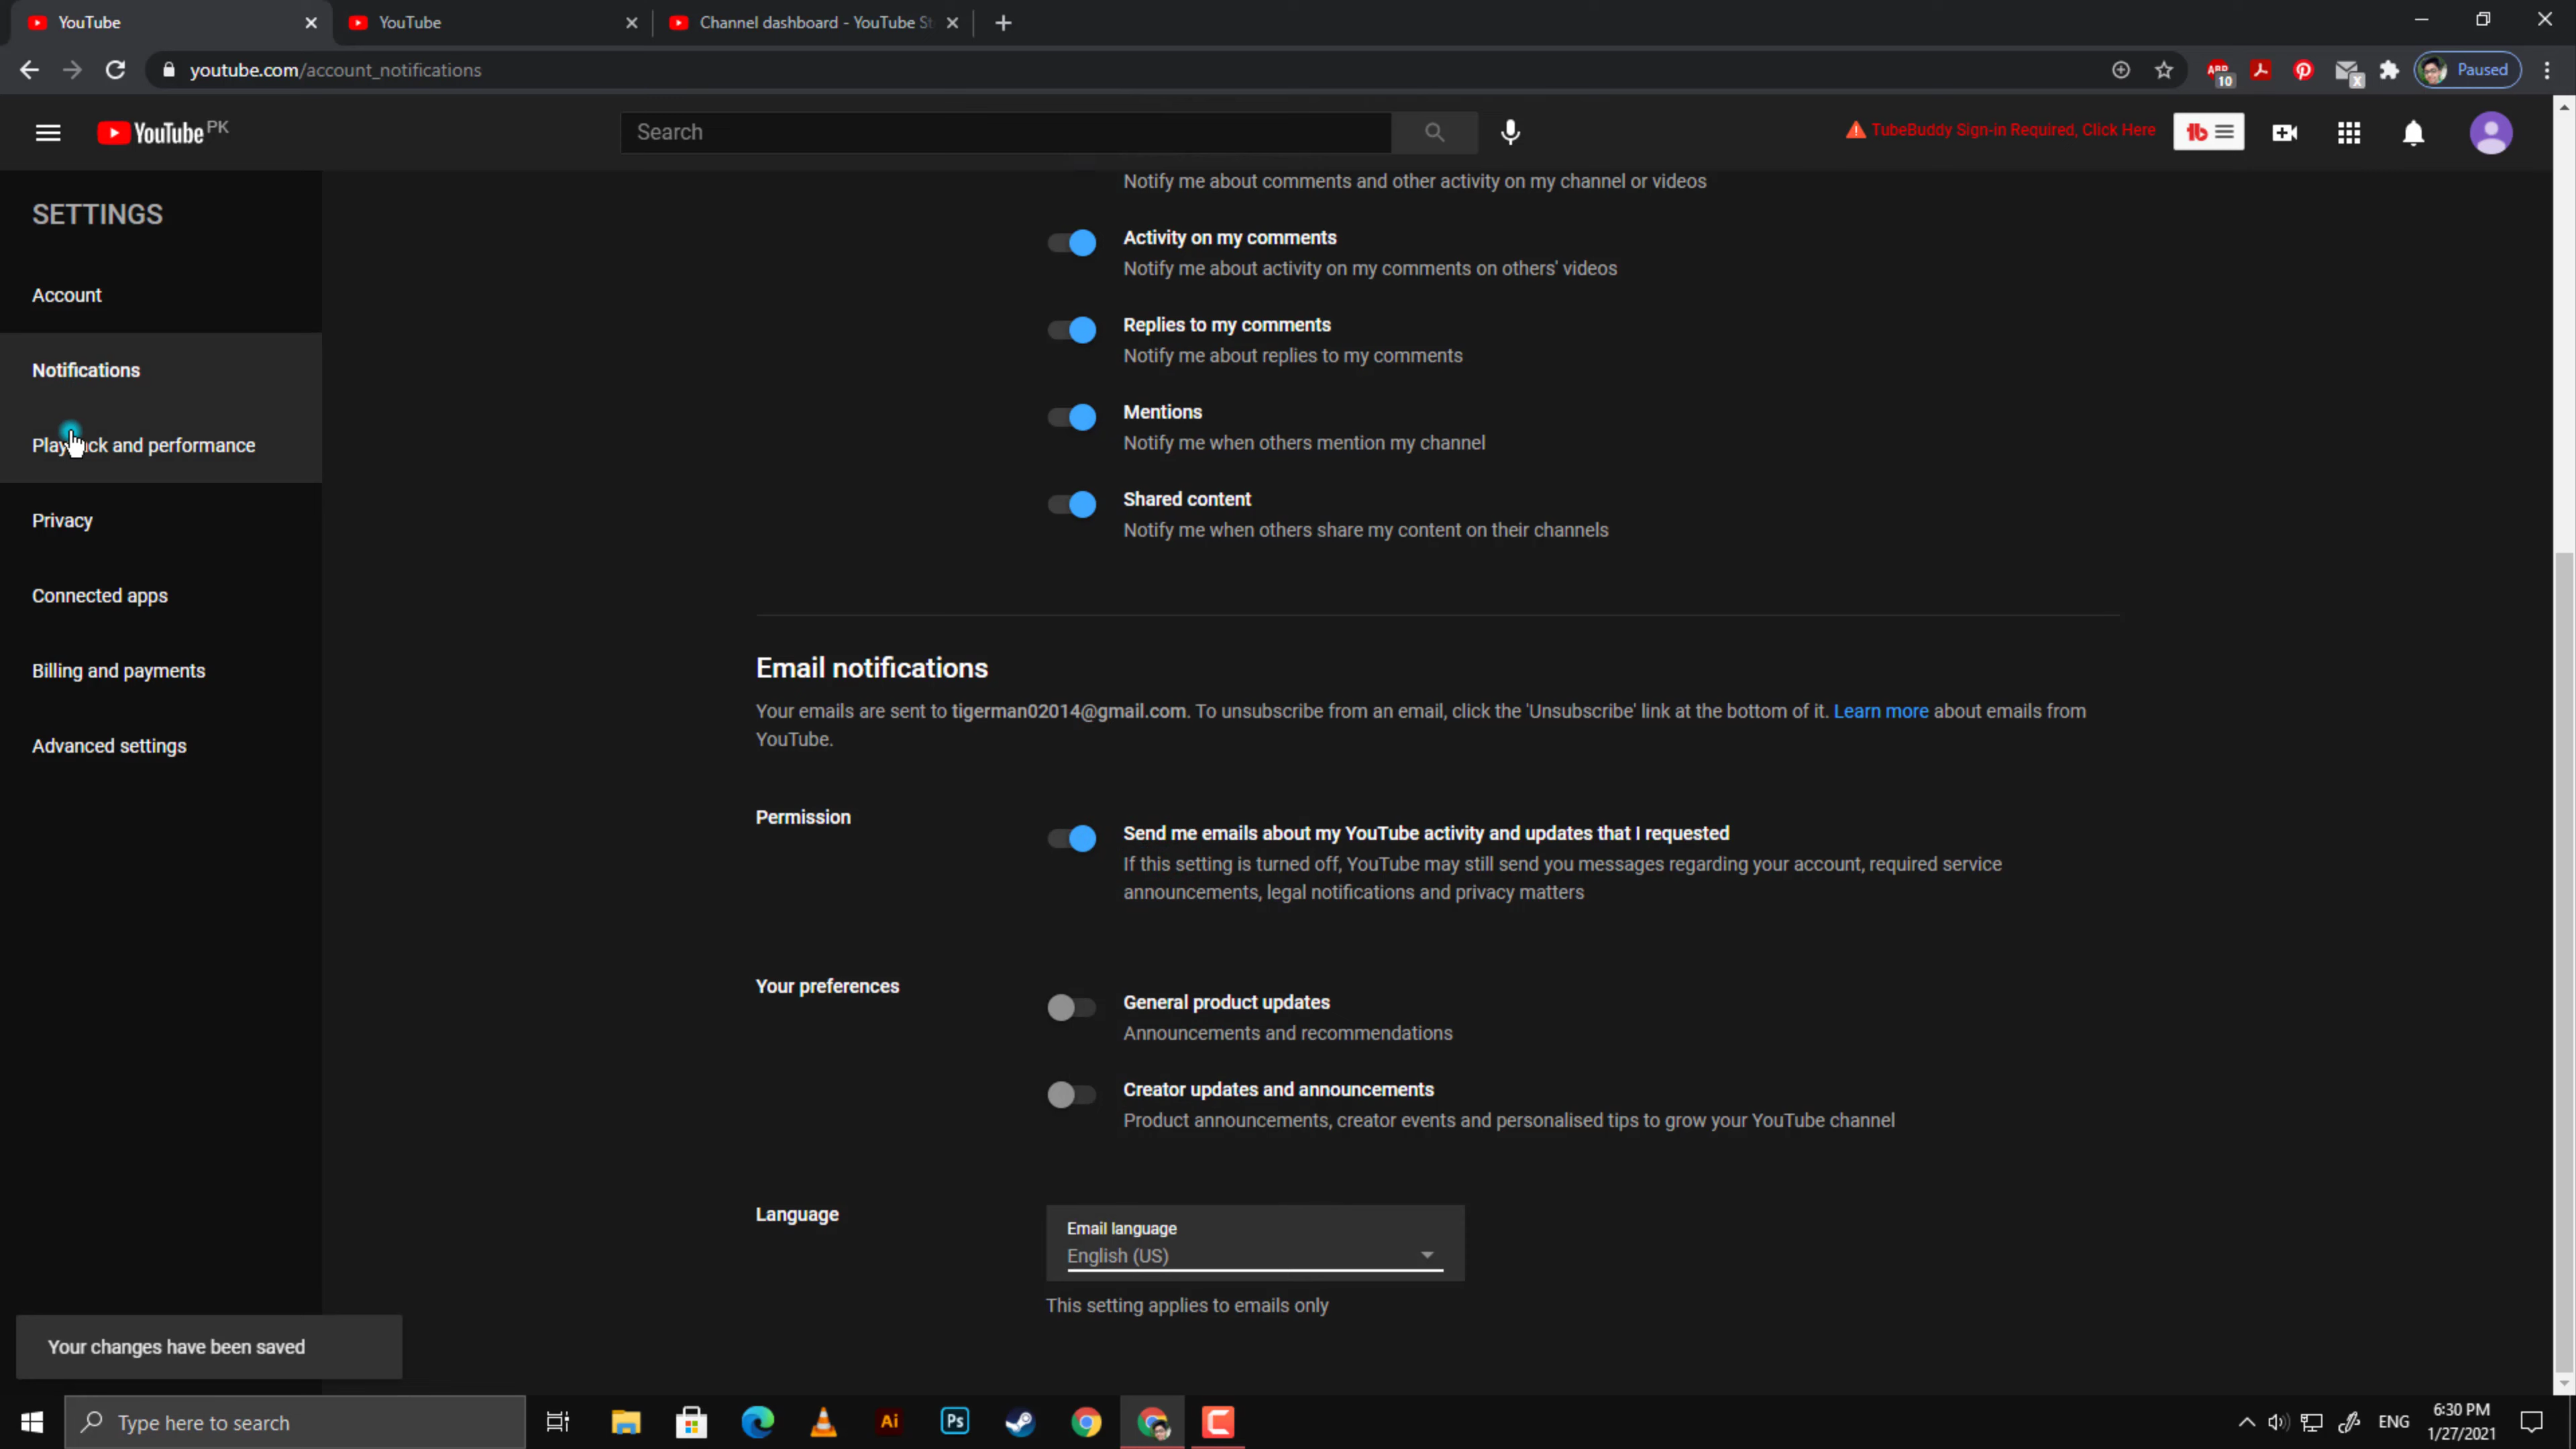 YouTube
YouTube
Channel dashboard - YouTube St
youtube.com/account_notifications
ABP
10
X
Paused
YouTube PK
Search
TubeBuddy Sign-in Required, Click Here
tb
SETTINGS
Account
Notifications
Playback and performance
Privacy
Connected apps
Billing and payments
Advanced settings
Notify me about comments and other activity on my channel or videos
Activity on my comments
Notify me about activity on my comments on others' videos
Replies to my comments
Notify me about replies to my comments
Mentions
Notify me when others mention my channel
Shared content
Notify me when others share my content on their channels
Email notifications
Your emails are sent to tigerman02014@gmail.com. To unsubscribe from an email, click the 'Unsubscribe' link at the bottom of it. Learn more about emails from
YouTube.
Permission
Send me emails about my YouTube activity and updates that I requested
If this setting is turned off, YouTube may still send you messages regarding your account, required service
announcements, legal notifications and privacy matters
Your preferences
General product updates
Announcements and recommendations
Creator updates and announcements
Product announcements, creator events and personalised tips to grow your YouTube channel
Language
Email language
English (US)
This setting applies to emails only
Your changes have been saved
Type here to search
Ai
Ps
ENG
6:30 PM
1/27/2021